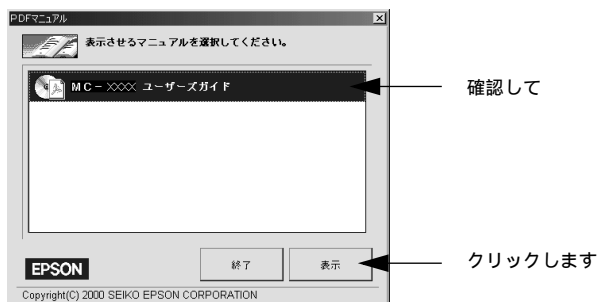 PDFマニュアル
表示させるマニュアルを選択してください。
MC-XXXX ユーザーズガイド
確認して
EPSON
終了
表示
クリックします
Copyright(C) 2000 SEIKO EPSON CORPORATION